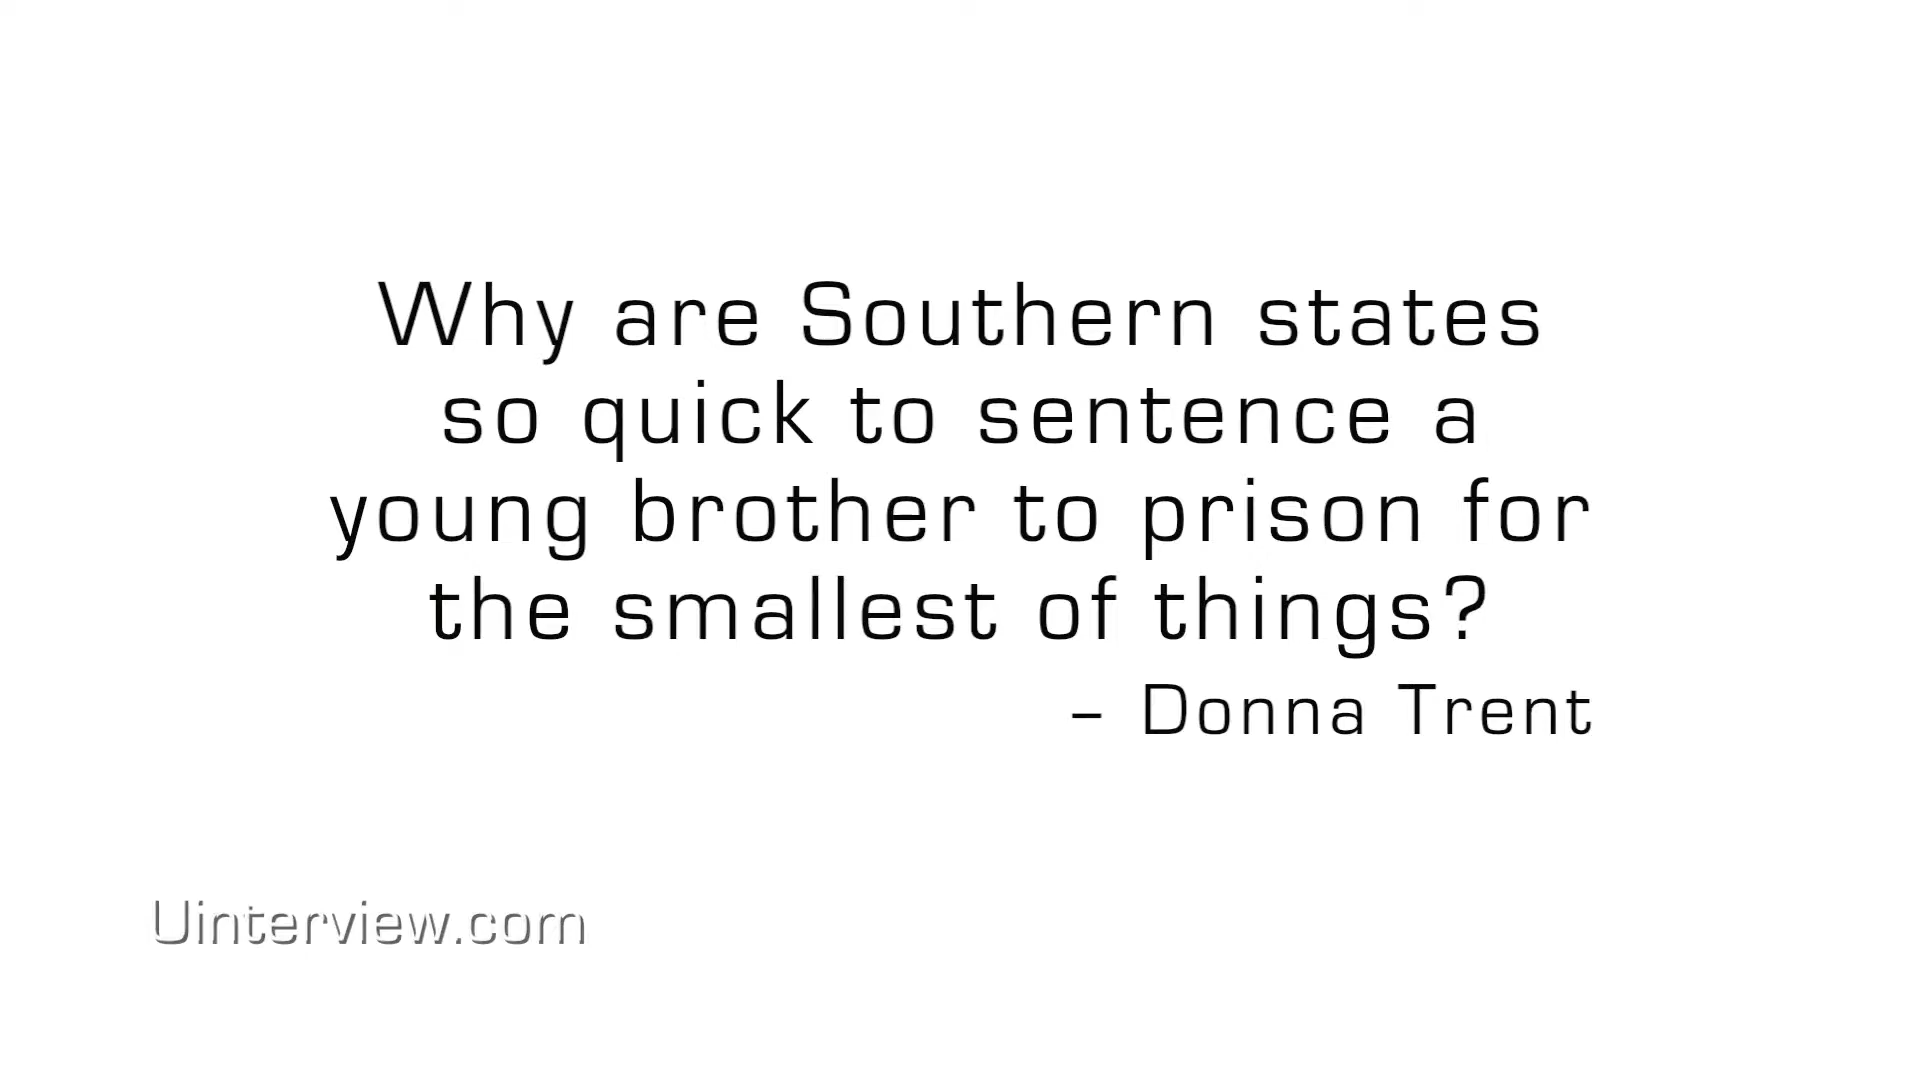 Why are Southern states
so quick to sentence a
young brother to prison for
the smallest of things?
– Donna Trent
Uinterview.com